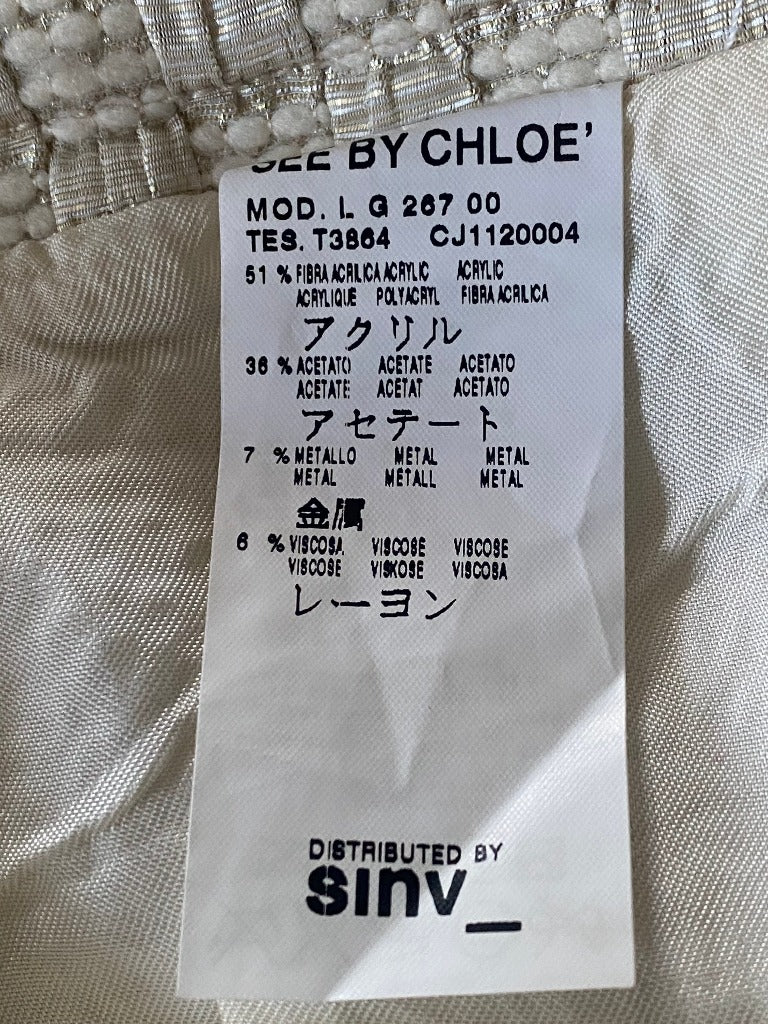 SEE BY CHLOE'
MOD. L G 267 00
TES. T3864 CJ1120004
51 % FIBRA ACRILICA ACRYLIC ACRYLIC
ACRYLIQUE POLYACRYL FIBRA ACRILICA
アクリル
36 % ACETATO ACETATE ACETATO
ACETATE ACETAT ACETATO
アセテート
7 % METALLO METAL METAL
METAL METALL METAL
金属
6 % VISCOSA VISCOSE VISCOSE
VISCOSE VISKOSE VISCOSA
レーヨン
DISTRIBUTED BY
sinv_